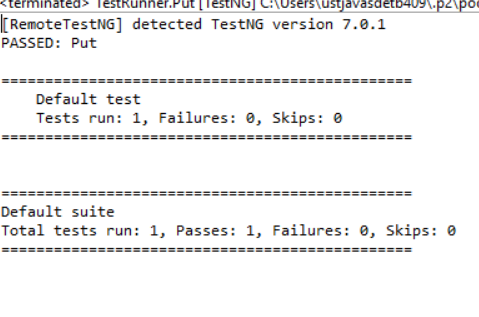 <terminated> TestRunner.Put [TestNG] C:\Users\ustjavasdetb409\.p2\poo
[RemoteTestNG] detected TestNG version 7.0.1
PASSED: Put
===============================================
Default test
Tests run: 1, Failures: 0, Skips: 0
===============================================
===============================================
Default suite
Total tests run: 1, Passes: 1, Failures: 0, Skips: 0
===============================================